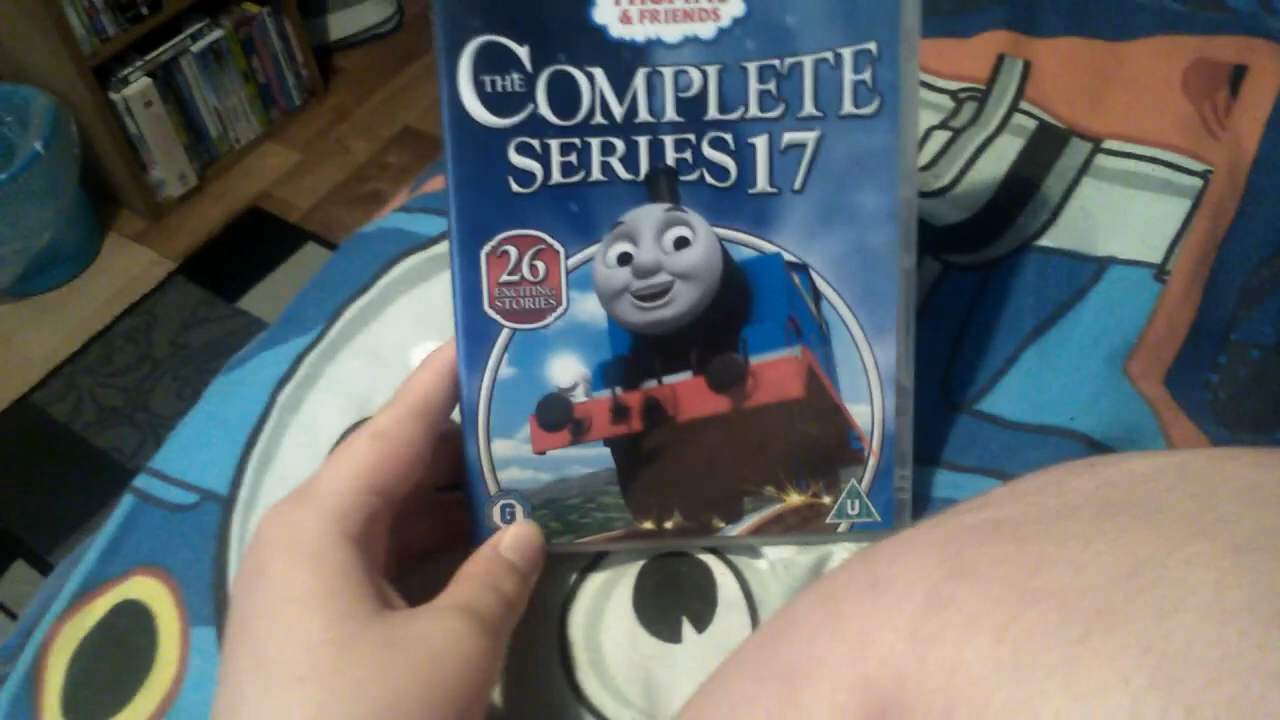 & FRIENDS
THE COMPLETE
SERIES 17
26
EXCITING
STORIES
G
U